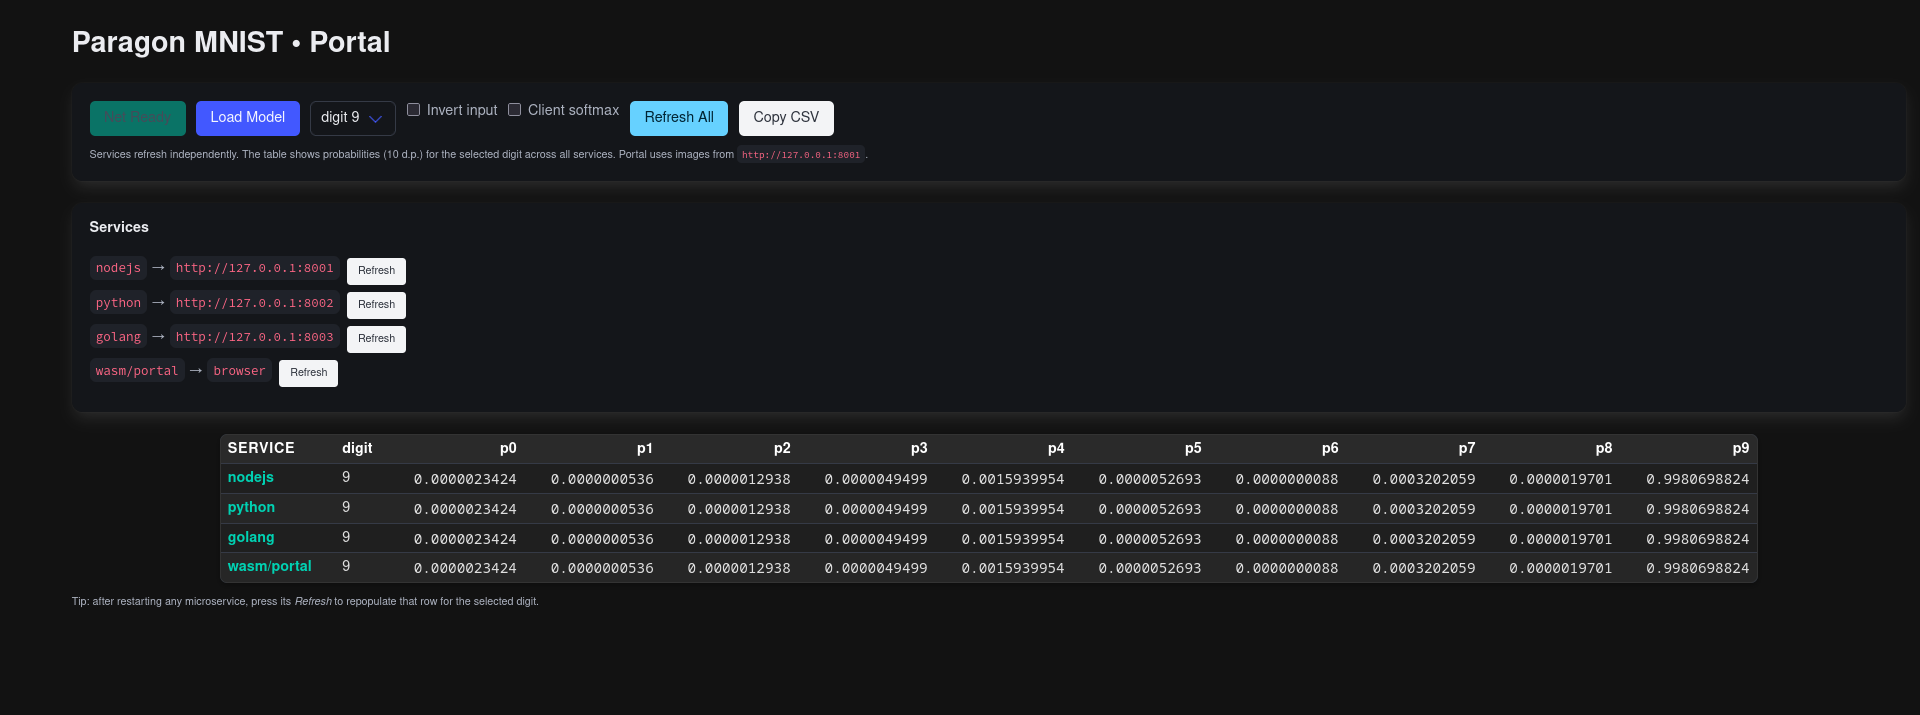 Paragon MNIST • Portal
Not Ready Load Model digit 9 Invert input Client softmax Refresh All Copy CSV
Services refresh independently. The table shows probabilities (10 d.p.) for the selected digit across all services. Portal uses images from http://127.0.0.1:8001.
Services
nodejs → http://127.0.0.1:8001 Refresh
python → http://127.0.0.1:8002 Refresh
golang → http://127.0.0.1:8003 Refresh
wasm/portal → browser Refresh
SERVICE digit p0 p1 p2 p3 p4 p5 p6 p7 p8 p9
nodejs 9 0.0000023424 0.0000000536 0.0000012938 0.0000049499 0.0015939954 0.0000052693 0.0000000088 0.0003202059 0.0000019701 0.9980698824
python 9 0.0000023424 0.0000000536 0.0000012938 0.0000049499 0.0015939954 0.0000052693 0.0000000088 0.0003202059 0.0000019701 0.9980698824
golang 9 0.0000023424 0.0000000536 0.0000012938 0.0000049499 0.0015939954 0.0000052693 0.0000000088 0.0003202059 0.0000019701 0.9980698824
wasm/portal 9 0.0000023424 0.0000000536 0.0000012938 0.0000049499 0.0015939954 0.0000052693 0.0000000088 0.0003202059 0.0000019701 0.9980698824
Tip: after restarting any microservice, press its Refresh to repopulate that row for the selected digit.